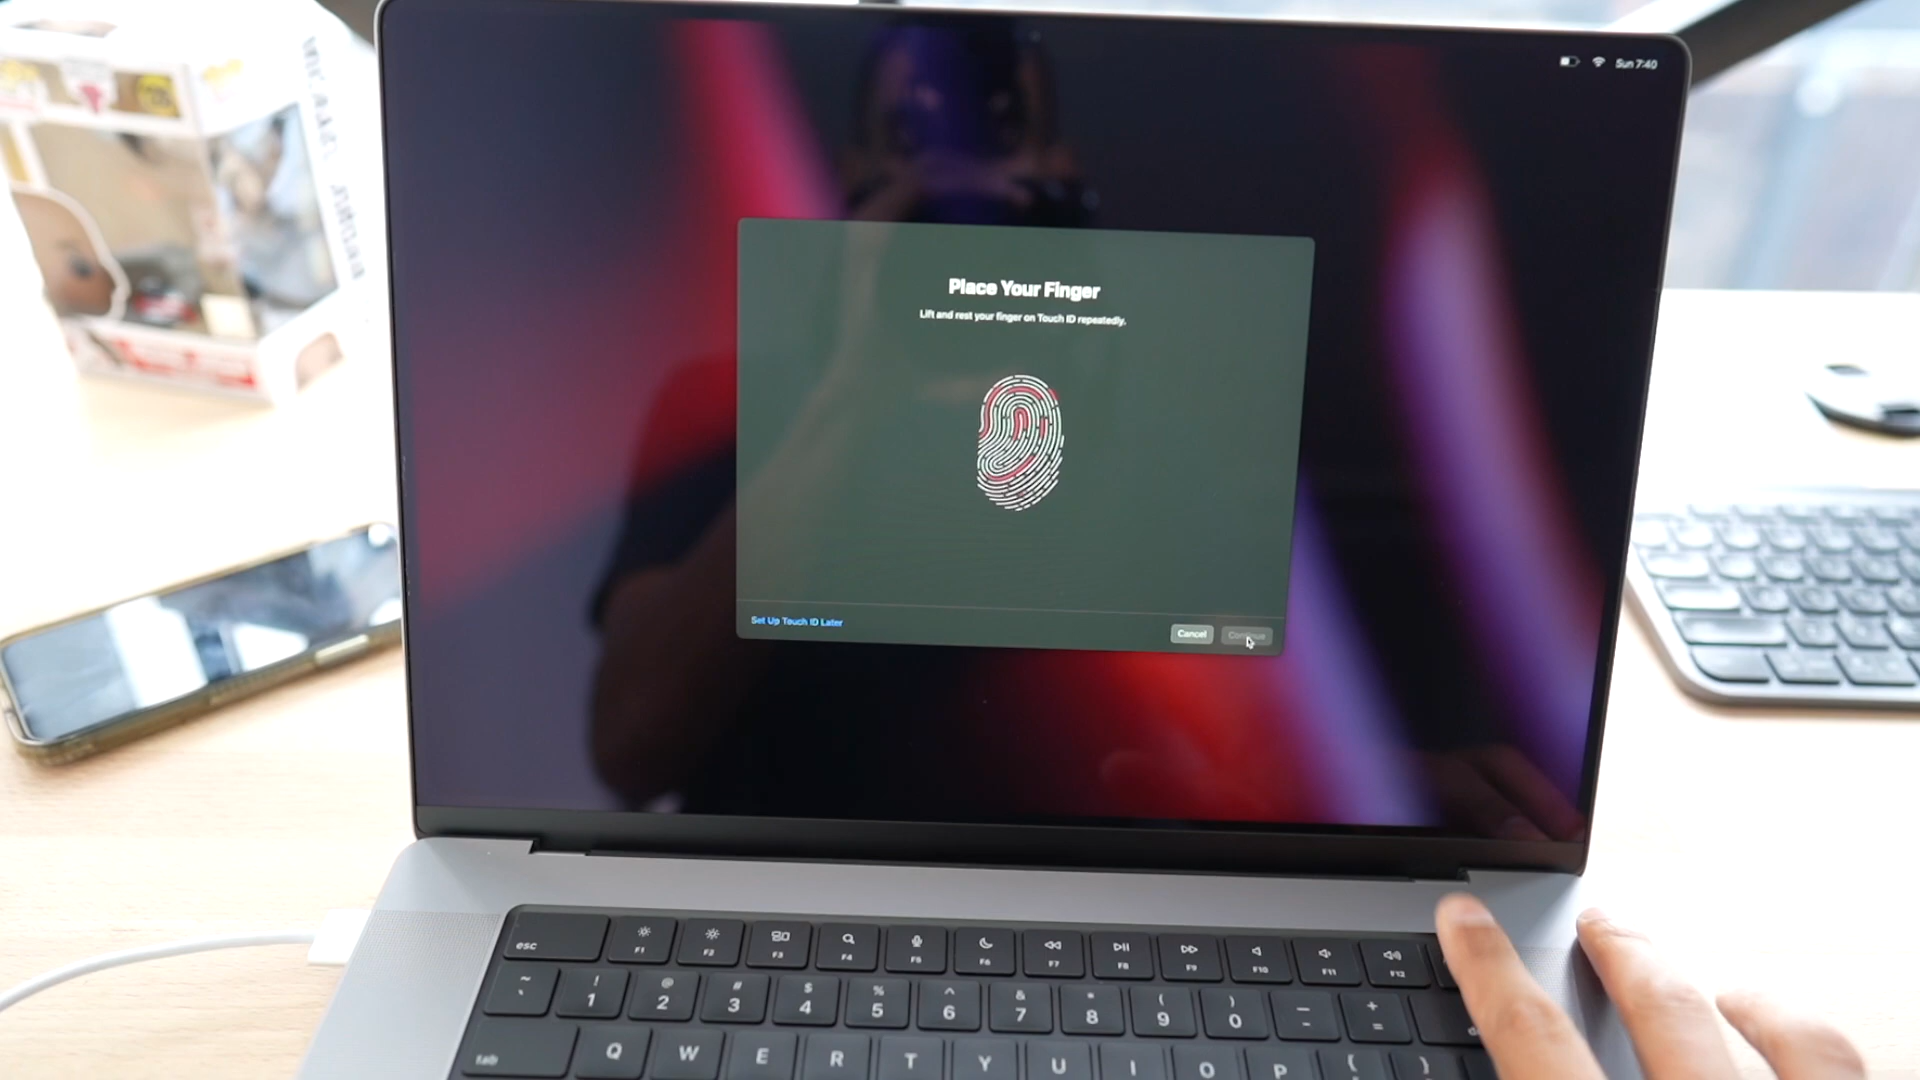 Sun 7:40
Place Your Finger
Lift and rest your finger on Touch ID repeatedly.
Set Up Touch ID Later
Cancel
Continue
esc
F1
F2
F3
F4
F5
F6
F7
F8
F9
F10
F11
F12
~ `
! 1
@ 2
# 3
$ 4
% 5
^ 6
& 7
* 8
( 9
) 0
— -
+ =
tab
Q W E R T Y U I O P { }